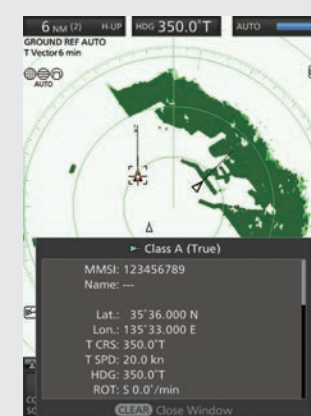 6 NM (2) H-UP HDG 350.0°T AUTO
GROUND REF AUTO
T Vector6 min
AUTO
Class A (True)
MMSI: 123456789
Name: ---
Lat.: 35°36.000 N
Lon.: 135°33.000 E
T CRS: 350.0°T
T SPD: 20.0 kn
HDG: 350.0°T
ROT: S 0.0°/min
CLEAR Close Window